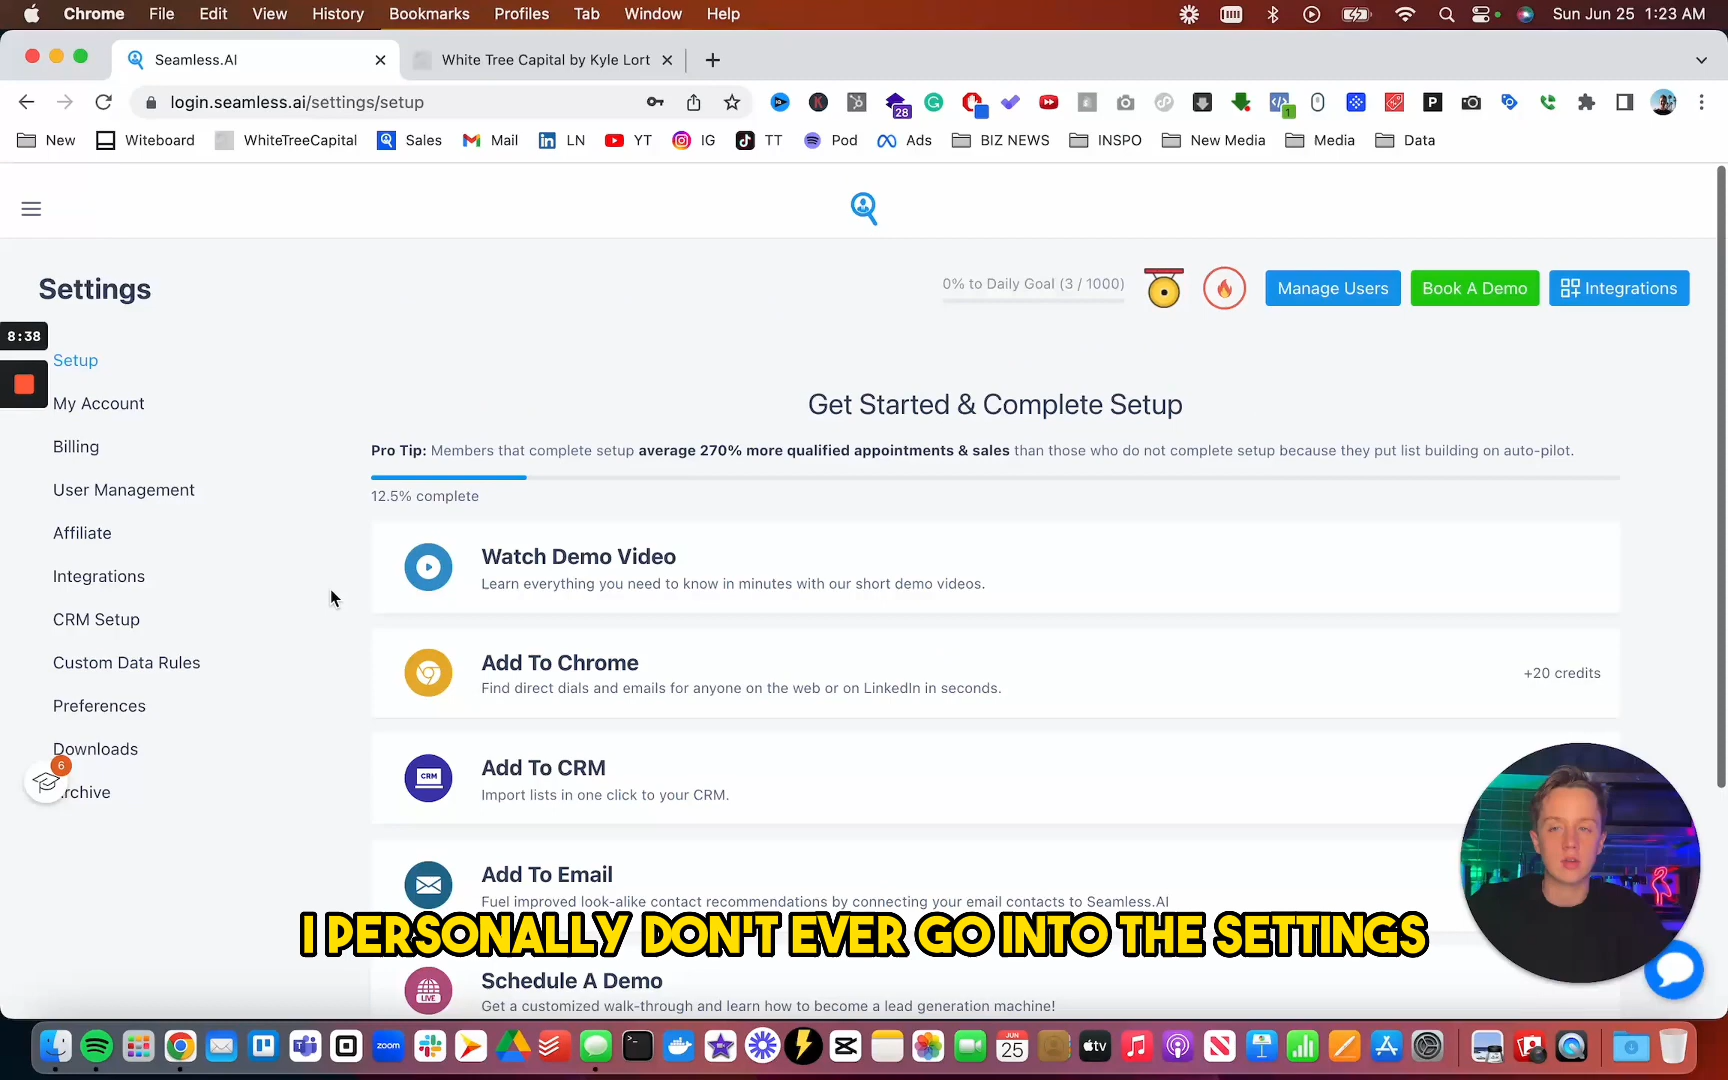 Chrome File Edit View History Bookmarks Profiles Tab Window Help Sun Jun 25 1:23 AM
Seamless.AI White Tree Capital by Kyle Lort
login.seamless.ai/settings/setup
28
1
New Witeboard WhiteTreeCapital Sales Mail LN YT IG TT Pod Ads BIZ NEWS INSPO New Media Media Data
Settings
0% to Daily Goal (3 / 1000)
Manage Users Book A Demo Integrations
8:38
Setup
My Account
Billing
User Management
Affiliate
Integrations
CRM Setup
Custom Data Rules
Preferences
Downloads
6
rchive
Get Started & Complete Setup
Pro Tip: Members that complete setup average 270% more qualified appointments & sales than those who do not complete setup because they put list building on auto-pilot.
12.5% complete
Watch Demo Video
Learn everything you need to know in minutes with our short demo videos.
Add To Chrome
Find direct dials and emails for anyone on the web or on LinkedIn in seconds.
+20 credits
CRM
Add To CRM
Import lists in one click to your CRM.
Add To Email
Fuel improved look-alike contact recommendations by connecting your email contacts to Seamless.AI
I PERSONALLY DON'T EVER GO INTO THE SETTINGS
LIVE
Schedule A Demo
Get a customized walk-through and learn how to become a lead generation machine!
zoom
JUN
25
tv